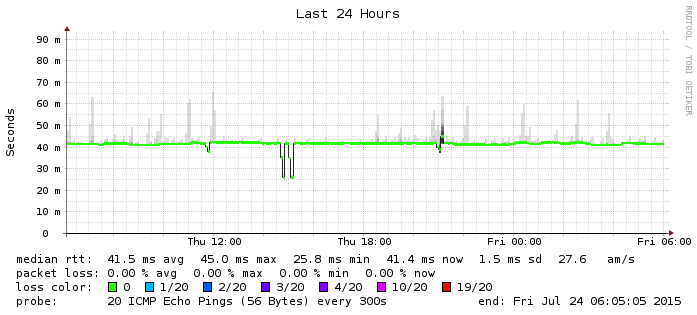 Last 24 Hours
RRDTOOL / TOBI OETIKER
Seconds
90 m
80 m
70 m
60 m
50 m
40 m
30 m
20 m
10 m
0
Thu 12:00 Thu 18:00 Fri 00:00 Fri 06:00
median rtt: 41.5 ms avg 45.0 ms max 25.8 ms min 41.4 ms now 1.5 ms sd 27.6 am/s
packet loss: 0.00 % avg 0.00 % max 0.00 % min 0.00 % now
loss color: 0 1/20 2/20 3/20 4/20 10/20 19/20
probe: 20 ICMP Echo Pings (56 Bytes) every 300s end: Fri Jul 24 06:05:05 2015